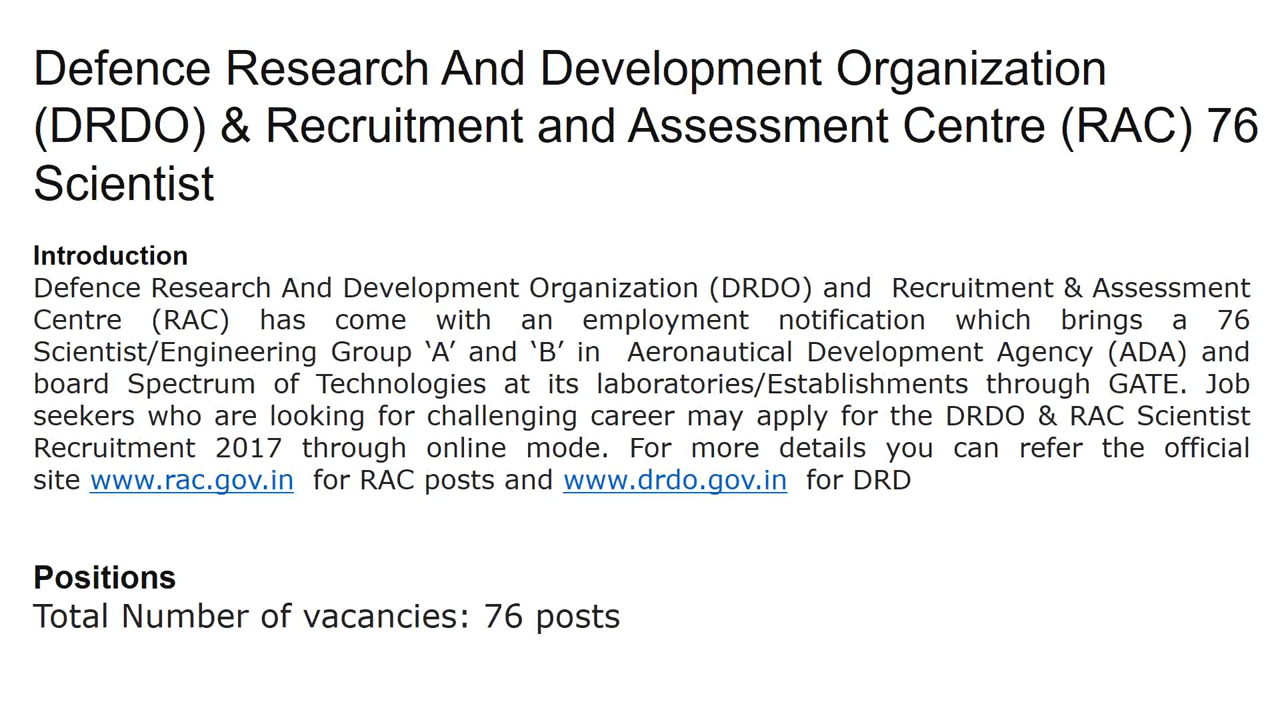 Defence Research And Development Organization
(DRDO) & Recruitment and Assessment Centre (RAC) 76
Scientist
Introduction
Defence Research And Development Organization (DRDO) and Recruitment & Assessment
Centre (RAC) has come with an employment notification which brings a 76
Scientist/Engineering Group ‘A’ and ‘B’ in Aeronautical Development Agency (ADA) and
board Spectrum of Technologies at its laboratories/Establishments through GATE. Job
seekers who are looking for challenging career may apply for the DRDO & RAC Scientist
Recruitment 2017 through online mode. For more details you can refer the official
site www.rac.gov.in for RAC posts and www.drdo.gov.in for DRD
Positions
Total Number of vacancies: 76 posts